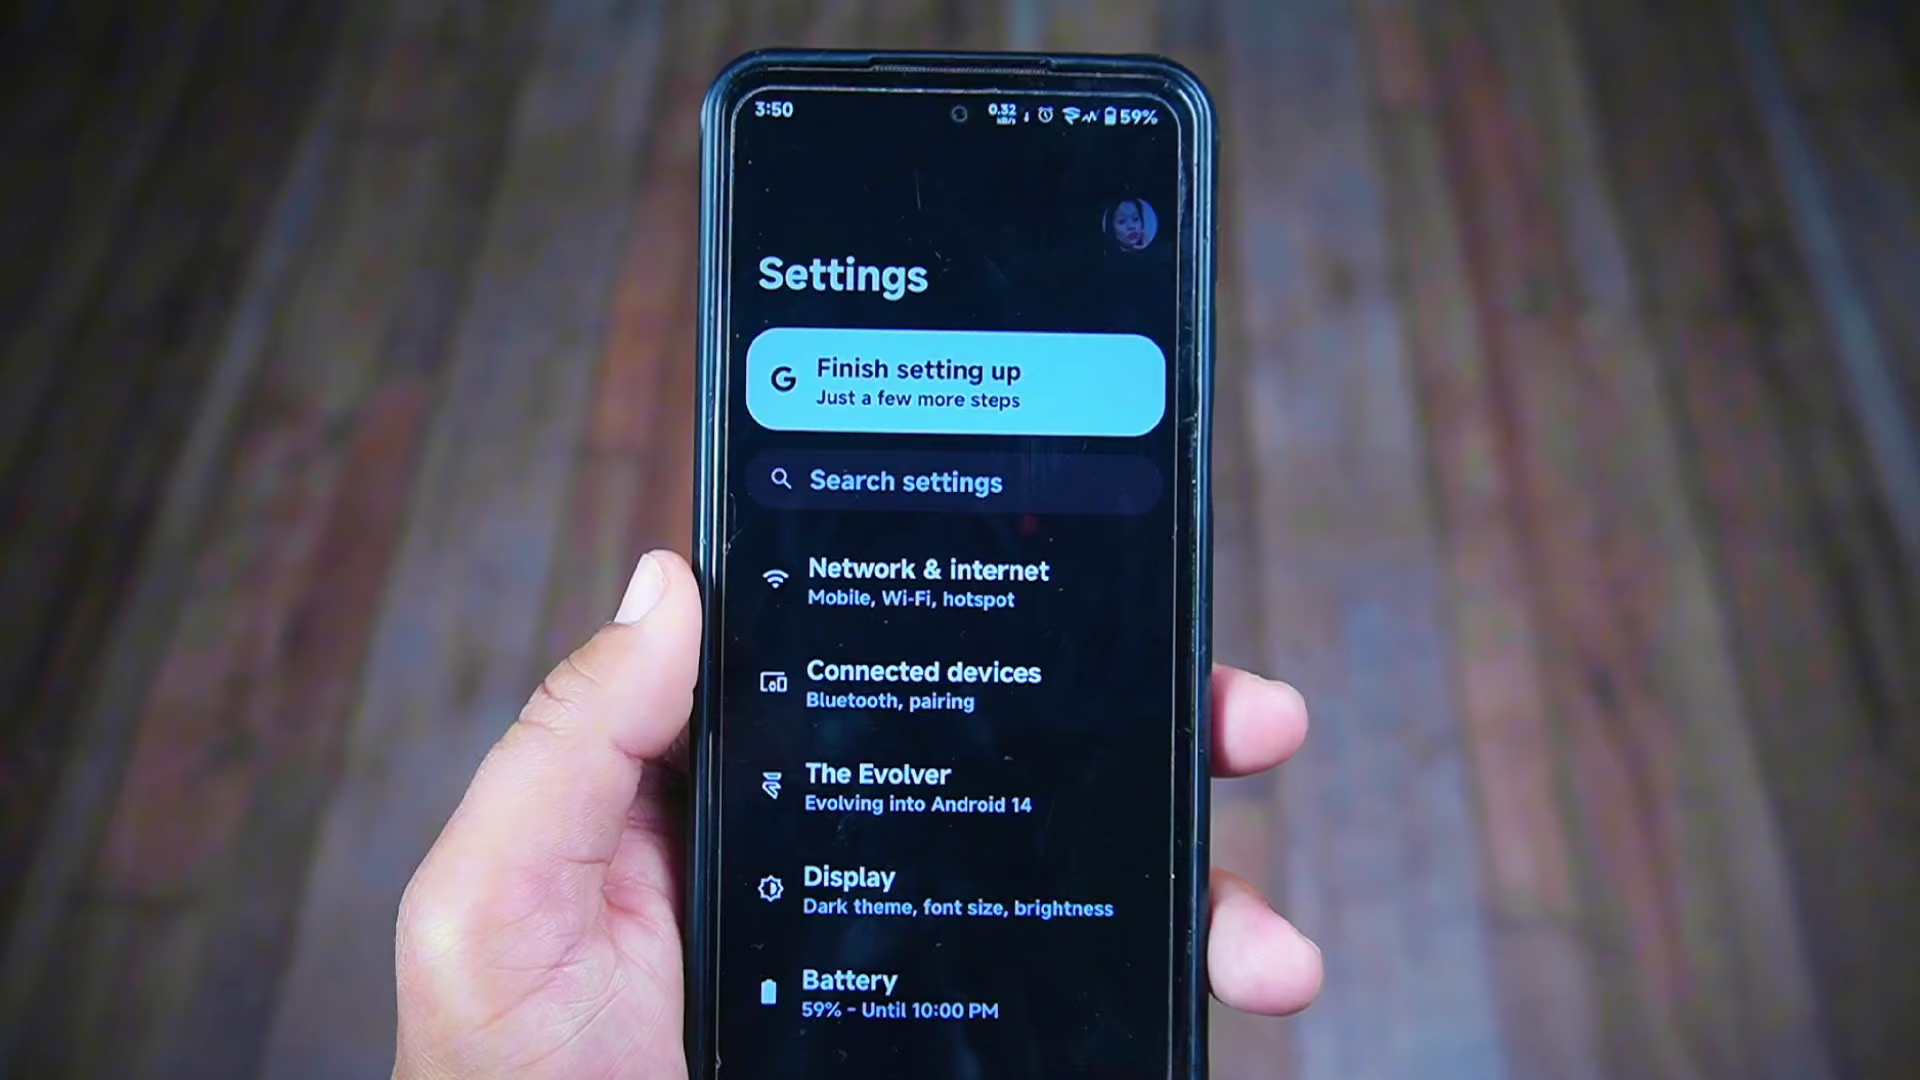 3:50
0.32
59%
Settings
G
Finish setting up
Just a few more steps
Search settings
Network & internet
Mobile, Wi-Fi, hotspot
Connected devices
Bluetooth, pairing
The Evolver
Evolving into Android 14
Display
Dark theme, font size, brightness
Battery
59% - Until 10:00 PM